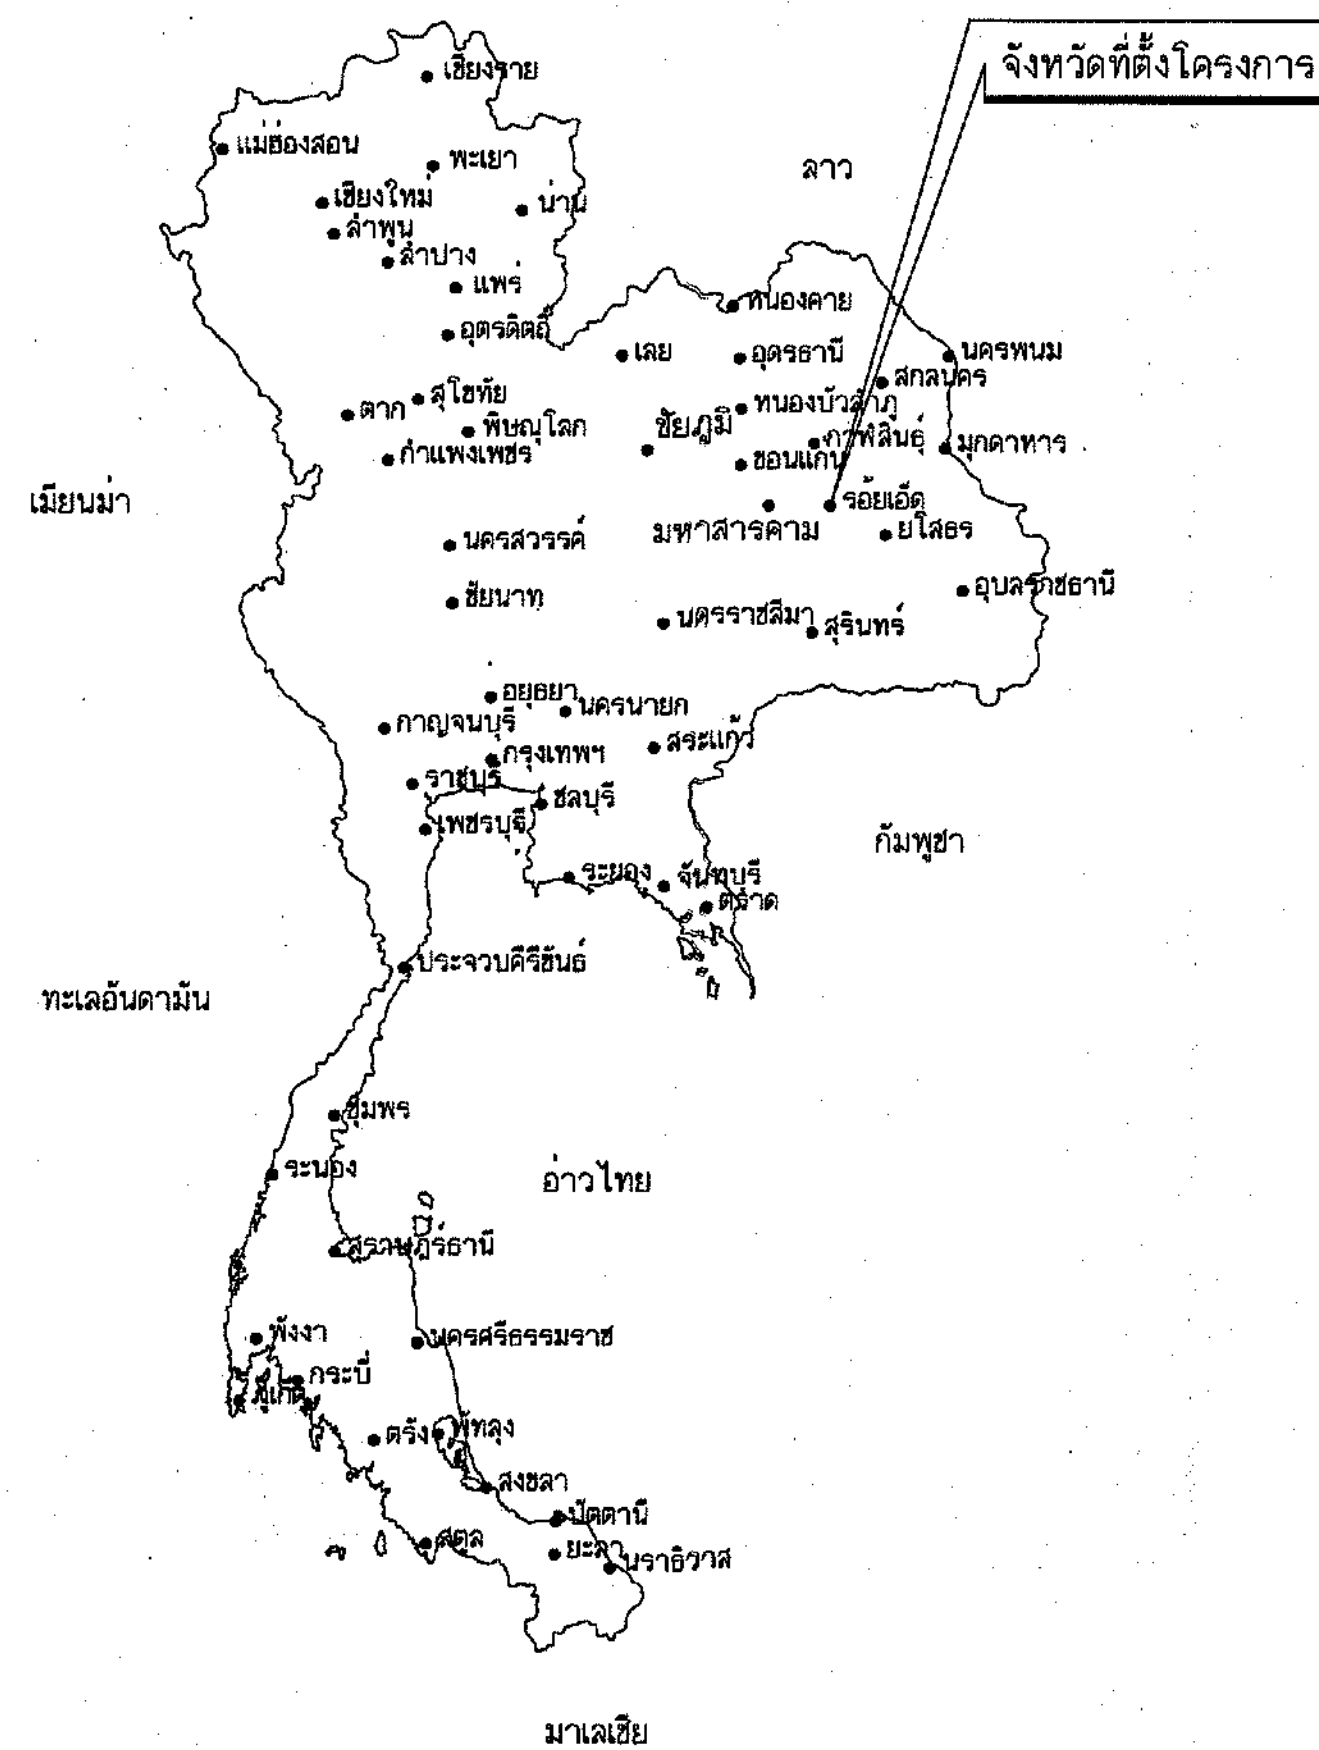 จังหวัดที่ตั้งโครงการ
เชียงราย
แม่ฮ่องสอน
พะเยา
ลาว
เชียงใหม่
น่าน
ลำพูน
ลำปาง
แพร่
หนองคาย
อุตรดิตถ์
เลย
อุดรธานี
นครพนม
สกลนคร
สุโขทัย
ตาก
หนองบัวลำภู
พิษณุโลก
ชัยภูมิ
กาฬสินธุ์
มุกดาหาร
กำแพงเพชร
ขอนแก่น
เมียนม่า
ร้อยเอ็ด
มหาสารคาม
ยโสธร
นครสวรรค์
อุบลราชธานี
ชัยนาท
นครราชสีมา
สุรินทร์
อยุธยา
นครนายก
กาญจนบุรี
สระแก้ว
กรุงเทพฯ
ราชบุรี
ชลบุรี
เพชรบุรี
กัมพูชา
ระยอง
จันทบุรี
ตราด
ประจวบคีรีขันธ์
ทะเลอันดามัน
ชุมพร
ระนอง
อ่าวไทย
สุราษฎร์ธานี
พังงา
นครศรีธรรมราช
กระบี่
ภูเก็ต
ตรัง
พัทลุง
สงขลา
ปัตตานี
สตูล
ยะลา
นราธิวาส
มาเลเซีย